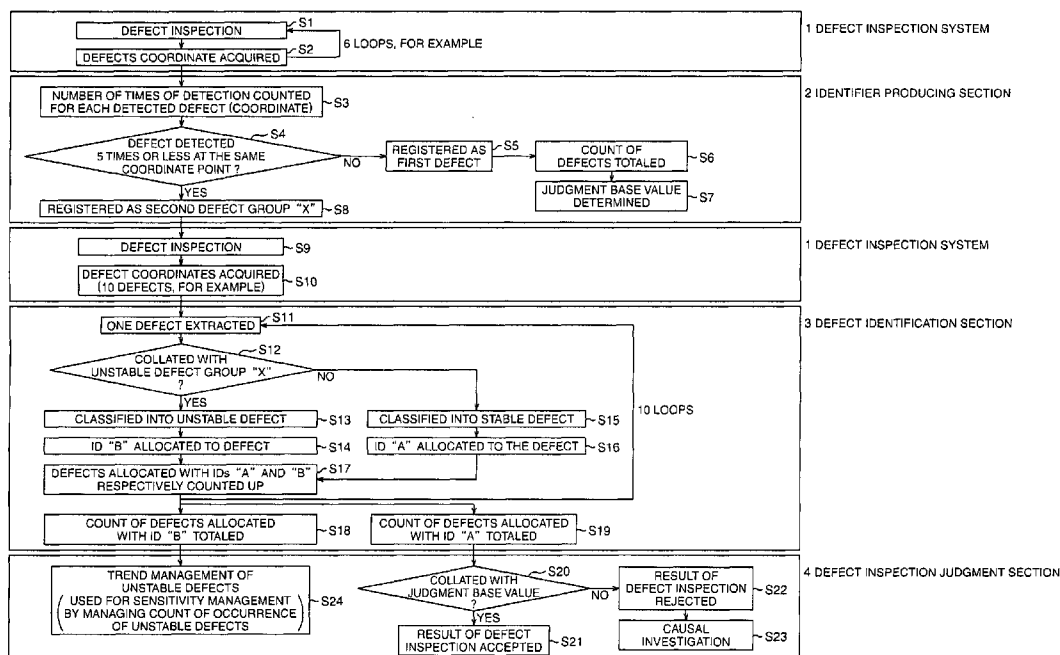 S1
DEFECT INSPECTION
6 LOOPS, FOR EXAMPLE
S2
DEFECTS COORDINATE ACQUIRED
1 DEFECT INSPECTION SYSTEM
NUMBER OF TIMES OF DETECTION COUNTED
FOR EACH DETECTED DEFECT (COORDINATE)
S3
2 IDENTIFIER PRODUCING SECTION
S4
DEFECT DETECTED
5 TIMES OR LESS AT THE SAME
COORDINATE POINT ?
NO
YES
REGISTERED AS
FIRST DEFECT
S5
COUNT OF
DEFECTS TOTALED
S6
JUDGMENT BASE VALUE
DETERMINED
S7
REGISTERED AS SECOND DEFECT GROUP "X"
S8
DEFECT INSPECTION
S9
1 DEFECT INSPECTION SYSTEM
DEFECT COORDINATES ACQUIRED
(10 DEFECTS, FOR EXAMPLE)
S10
ONE DEFECT EXTRACTED
S11
3 DEFECT IDENTIFICATION SECTION
S12
COLLATED WITH
UNSTABLE DEFECT GROUP "X"
?
NO
YES
10 LOOPS
CLASSIFIED INTO UNSTABLE DEFECT
S13
CLASSIFIED INTO STABLE DEFECT
S15
ID "B" ALLOCATED TO DEFECT
S14
ID "A" ALLOCATED TO THE DEFECT
S16
DEFECTS ALLOCATED WITH IDs "A" AND "B"
RESPECTIVELY COUNTED UP
S17
COUNT OF DEFECTS ALLOCATED
WITH ID "B" TOTALED
S18
COUNT OF DEFECTS ALLOCATED
WITH ID "A" TOTALED
S19
4 DEFECT INSPECTION JUDGMENT SECTION
TREND MANAGEMENT OF
UNSTABLE DEFECTS
(USED FOR SENSITIVITY MANAGEMENT
BY MANAGING COUNT OF OCCURRENCE
OF UNSTABLE DEFECTS)
S24
S20
COLLATED WITH
JUDGMENT BASE VALUE
?
NO
YES
RESULT OF DEFECT
INSPECTION ACCEPTED
S21
RESULT OF
DEFECT INSPECTION
REJECTED
S22
CAUSAL
INVESTIGATION
S23